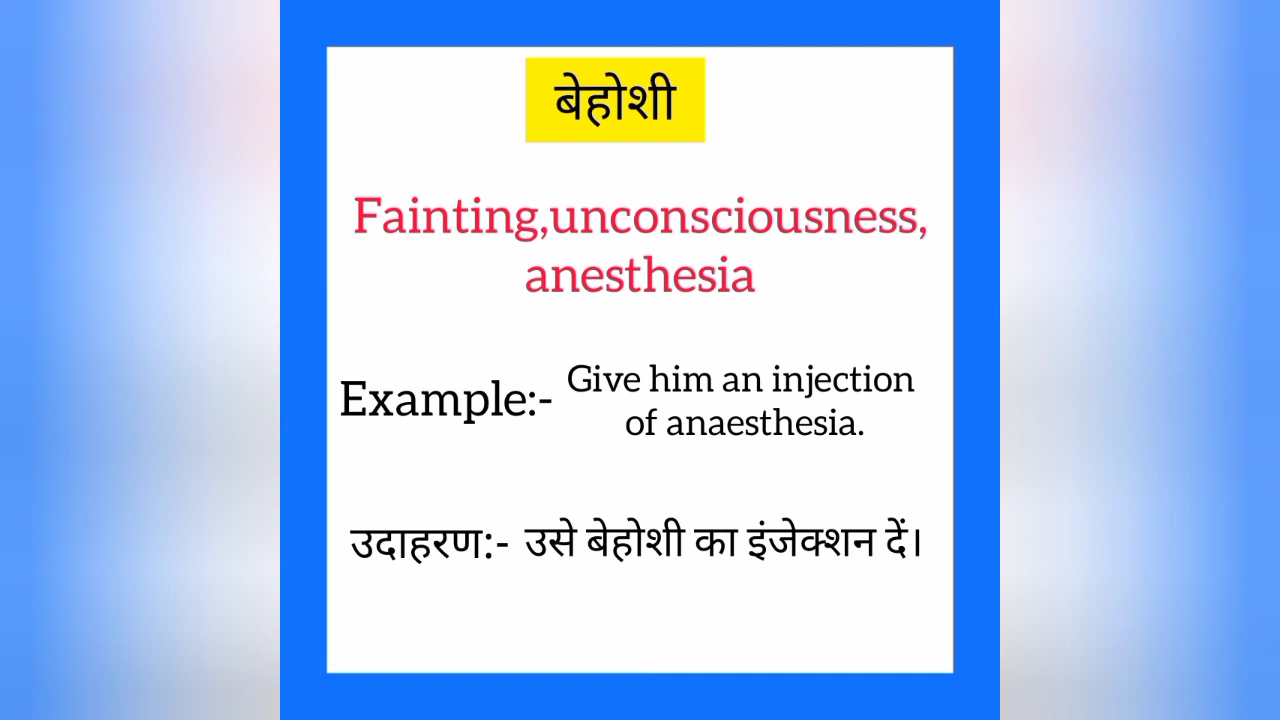 बेहोशी
Fainting,unconsciousness,
anesthesia
Example:- Give him an injection
of anaesthesia.
उदाहरण:- उसे बेहोशी का इंजेक्शन दें।